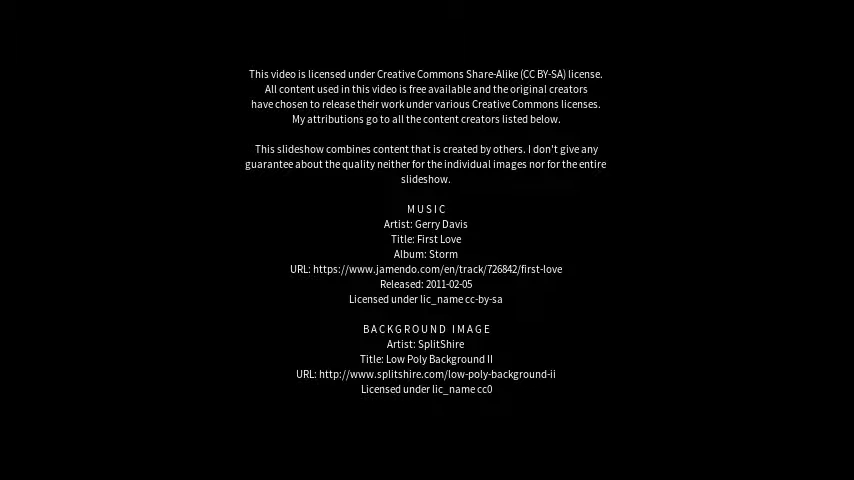 This video is licensed under Creative Commons Share-Alike (CC BY-SA) license.
All content used in this video is free available and the original creators
have chosen to release their work under various Creative Commons licenses.
My attributions go to all the content creators listed below.
This slideshow combines content that is created by others. I don't give any
guarantee about the quality neither for the individual images nor for the entire
slideshow.
MUSIC
Artist: Gerry Davis
Title: First Love
Album: Storm
URL: https://www.jamendo.com/en/track/726842/first-love
Released: 2011-02-05
Licensed under lic_name cc-by-sa
BACKGROUND IMAGE
Artist: SplitShire
Title: Low Poly Background II
URL: http://www.splitshire.com/low-poly-background-ii
Licensed under lic_name cc0